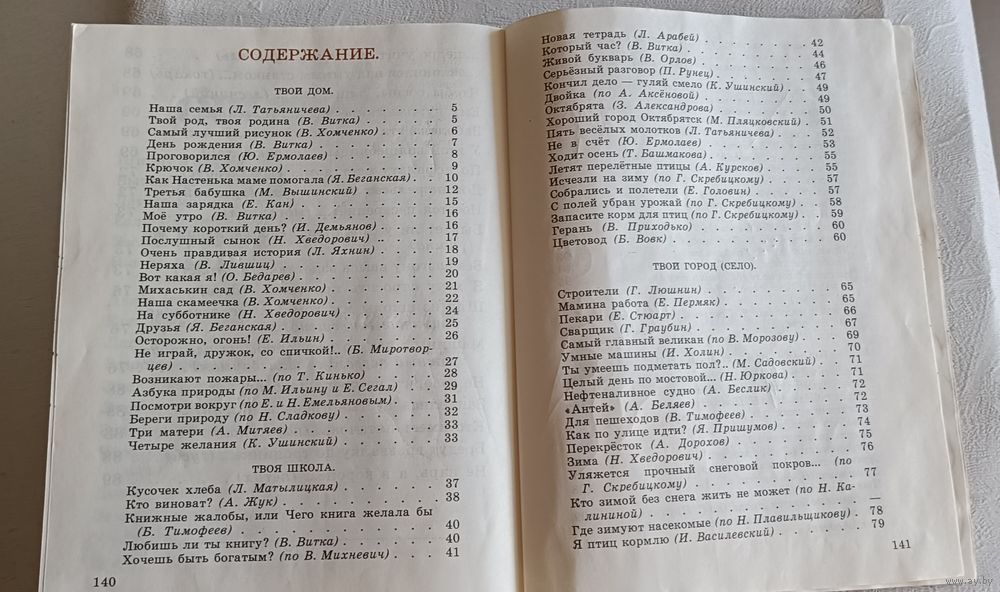 СОДЕРЖАНИЕ.
ТВОЙ ДОМ.
Наша семья (Л. Татьяничева) . . . . . . . . 5
Твой род, твоя родина (В. Витка) . . . . . . 5
Самый лучший рисунок (В. Хомченко) . . . . . 6
День рождения (В. Витка) . . . . . . . . 7
Проговорился (Ю. Ермолаев) . . . . . . . . 8
Крючок (В. Хомченко) . . . . . . . . . 9
Как Настенька маме помогала (Я. Беганская) . . 10
Третья бабушка (М. Вышинский) . . . . . . 12
Наша зарядка (Е. Кан) . . . . . . . . . 15
Моё утро (В. Витка) . . . . . . . . . . 16
Почему короткий день? (И. Демьянов) . . . . . 16
Послушный сынок (Н. Хведорович) . . . . . . 17
Очень правдивая история (Л. Яхнин) . . . . . 18
Неряха (В. Лившиц) . . . . . . . . . . 19
Вот какая я! (О. Бедарев) . . . . . . . . 20
Михаськин сад (В. Хомченко) . . . . . . . 21
Наша скамеечка (В. Хомченко) . . . . . . . 22
На субботнике (Н. Хведорович) . . . . . . . 24
Друзья (Я. Беганская) . . . . . . . . . 25
Осторожно, огонь! (Е. Ильин) . . . . . . . 26
Не играй, дружок, со спичкой!.. (Б. Миротвор-
цев) . . . . . . . . . . . . . . 27
Возникают пожары... (по Т. Кинько) . . . . . 28
Азбука природы (по М. Ильину и Е. Сегал) . . . 29
Посмотри вокруг (по Е. и Н. Емельяновым) . . . 31
Береги природу (по Н. Сладкову) . . . . . . 32
Три матери (А. Митяев) . . . . . . . . . 33
Четыре желания (К. Ушинский) . . . . . . . 33
ТВОЯ ШКОЛА.
Кусочек хлеба (Л. Матылицкая) . . . . . . . 37
Кто виноват? (А. Жук) . . . . . . . . . 38
Книжные жалобы, или Чего книга желала бы
(Б. Тимофеев) . . . . . . . . . . . 40
Любишь ли ты книгу? (В. Витка) . . . . . . 40
Хочешь быть богатым? (по В. Михневич) . . . 41
140
Новая тетрадь (Л. Арабей) . . . . . . . . 42
Который час? (В. Витка) . . . . . . . . 44
Живой букварь (В. Орлов) . . . . . . . . 46
Серьёзный разговор (П. Рунец) . . . . . . . 47
Кончил дело — гуляй смело (К. Ушинский) . . . 49
Двойка (по А. Аксёновой) . . . . . . . . 49
Октябрята (З. Александрова) . . . . . . . 50
Хороший город Октябрятск (М. Пляцковский) . . 51
Пять весёлых молотков (Л. Татьяничева) . . . . 52
Не в счёт (Ю. Ермолаев) . . . . . . . . 53
Ходит осень (Т. Башмакова) . . . . . . . . 55
Летят перелётные птицы (А. Курсков) . . . . . 55
Исчезли на зиму (по Г. Скребицкому) . . . . . 57
Собрались и полетели (Е. Головин) . . . . . . 57
С полей убран урожай (по Г. Скребицкому) . . . 58
Запасите корм для птиц (по Г. Скребицкому) . . 59
Герань (В. Приходько) . . . . . . . . . 60
Цветовод (Б. Вовк) . . . . . . . . . . 60
ТВОЙ ГОРОД (СЕЛО).
Строители (Г. Люшнин) . . . . . . . . . 65
Мамина работа (Е. Пермяк) . . . . . . . . 65
Пекари (Е. Стюарт) . . . . . . . . . . 66
Сварщик (Г. Граубин) . . . . . . . . . 67
Самый главный великан (по В. Морозову) . . . . 69
Умные машины (И. Холин) . . . . . . . . 70
Ты умеешь подметать пол?.. (М. Садовский) . . . 71
Целый день по мостовой... (Н. Юркова) . . . . 71
Нефтеналивное судно (А. Беслик) . . . . . . 72
«Антей» (А. Беляев) . . . . . . . . . . 72
Для пешеходов (В. Тимофеев) . . . . . . . 73
Как по улице идти? (Я. Пришумов) . . . . . . 74
Перекрёсток (А. Дорохов) . . . . . . . . 75
Зима (Н. Хведорович) . . . . . . . . . 76
Уляжется прочный снеговой покров... (по
Г. Скребицкому) . . . . . . . . . . 77
Кто зимой без снега жить не может (по Н. Ка-
лининой) . . . . . . . . . . . . —
Где зимуют насекомые (по Н. Плавильщикову) . 78
Я птиц кормлю (И. Василевский) . . . . . . 79
141
www.ay.by